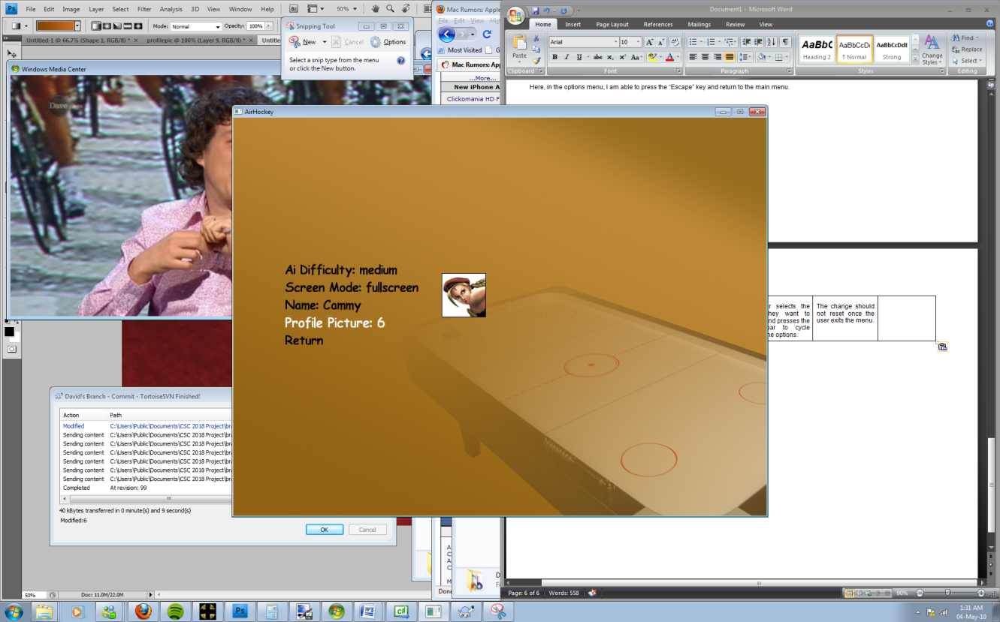 Ps File Edit Image Layer Select Filter Analysis 3D View Window Help Br 50%
Mode: Normal Opacity: 100%
Untitled-1 @ 66.7% (Shape 1, RGB/8) * × profilepic @ 100% (Layer 9, RGB/8) * × Untitle
Snipping Tool
New Cancel Options
Select a snip type from the menu
or click the New button.
Windows Media Center
Dave
Mac Rumors: Apple
File Edit View
Most Visited G
Mac Rumors: App
...More...
New iPhone A
Clickomania HD F
Document1 - Microsoft Word
Home Insert Page Layout References Mailings Review View
Paste
Arial 10
B I U abc x₂ x² Aa A
AaBbC AaBbCcDc AaBbCcDdE
Heading 2 ¶ Normal Strong
Change
Styles
Find
Replace
Select
Clipboard Font Paragraph Styles Editing
Here, in the options menu, I am able to press the “Escape” key and return to the main menu.
AirHockey
Ai Difficulty: medium
Screen Mode: fullscreen
Name: Cammy
Profile Picture: 6
Return
r selects the
hey want to
nd presses the
bar to cycle
he options.
The change should
not reset once the
user exits the menu.
David's Branch - Commit - TortoiseSVN Finished!
Action Path
Modified C:\Users\Public\Documents\CSC 2018 Project\bra
Sending content C:\Users\Public\Documents\CSC 2018 Project\bra
Sending content C:\Users\Public\Documents\CSC 2018 Project\bra
Sending content C:\Users\Public\Documents\CSC 2018 Project\bra
Sending content C:\Users\Public\Documents\CSC 2018 Project\bra
Sending content C:\Users\Public\Documents\CSC 2018 Project\bra
Sending content C:\Users\Public\Documents\CSC 2018 Project\bra
Completed At revision: 99
40 kBytes transferred in 0 minute(s) and 9 second(s)
Modified:6
OK Cancel
50% Doc: 11.0M/22.0M
Done
Page: 6 of 6 Words: 558 90%
Ps
1:31 AM
04-May-10